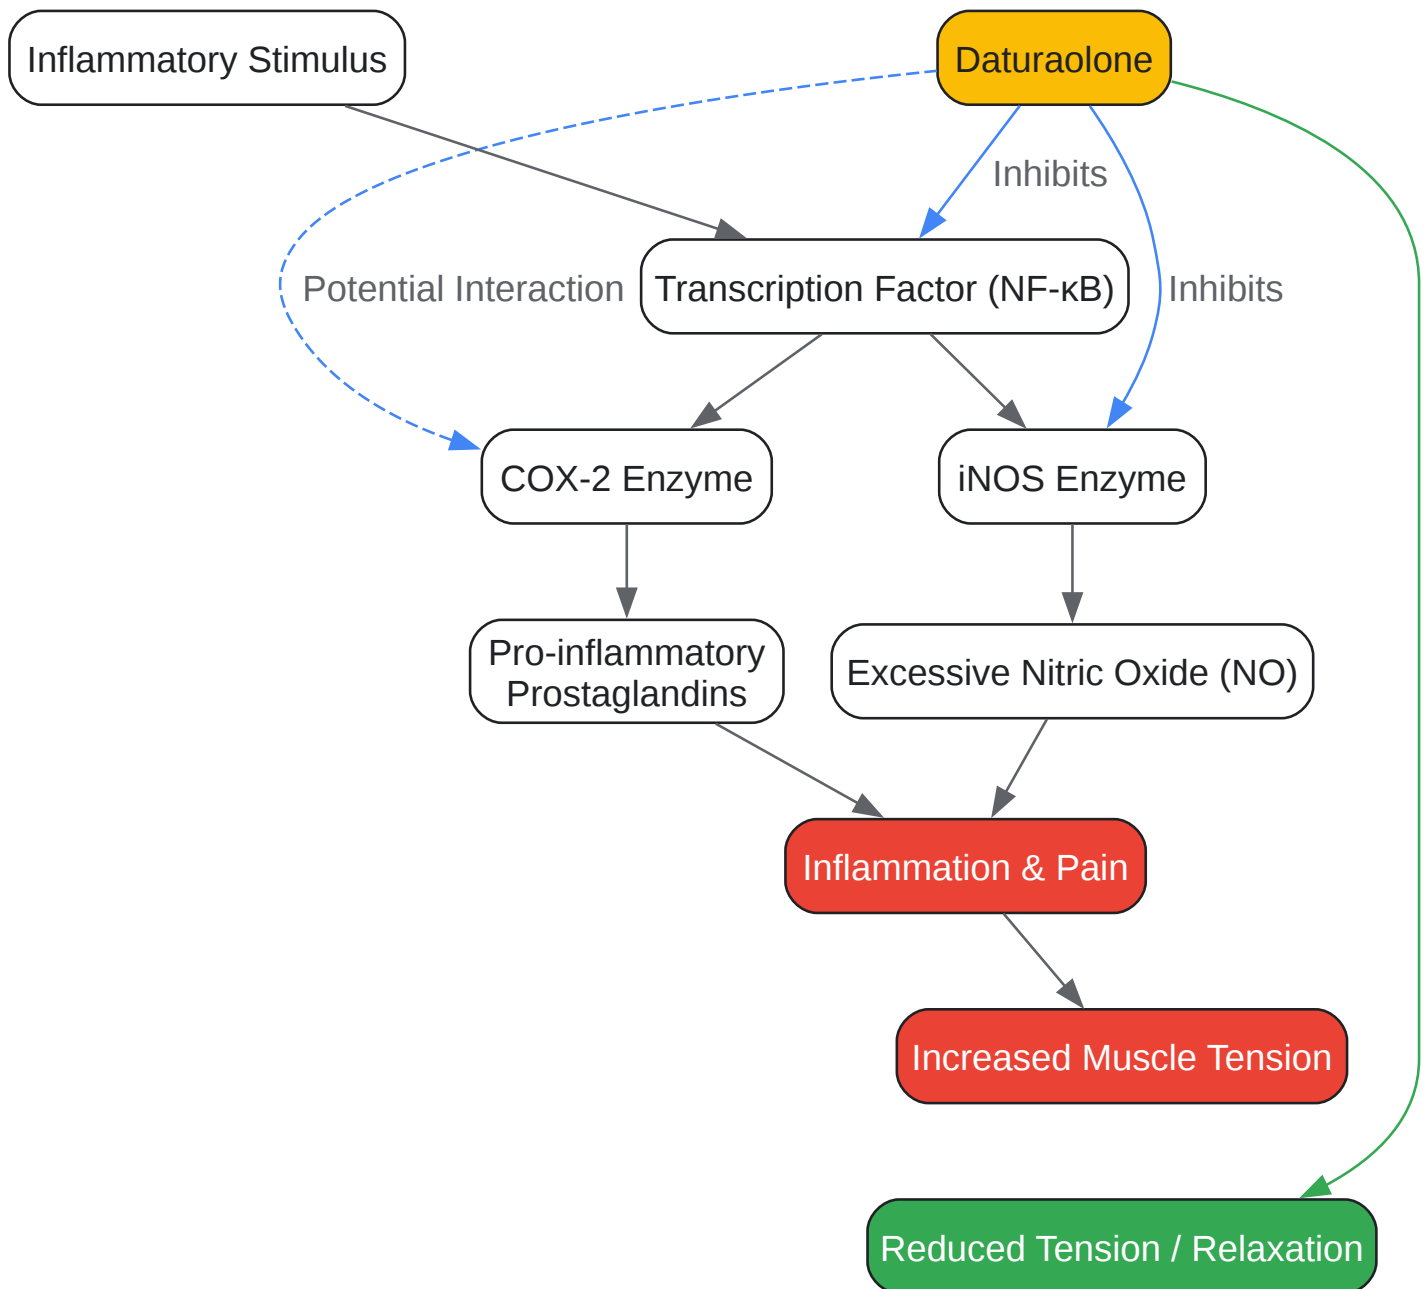 Inflammatory Stimulus
Daturaolone
Inhibits
Potential Interaction
Transcription Factor (NF-κB)
Inhibits
COX-2 Enzyme
iNOS Enzyme
Pro-inflammatory
Prostaglandins
Excessive Nitric Oxide (NO)
Inflammation & Pain
Increased Muscle Tension
Reduced Tension / Relaxation